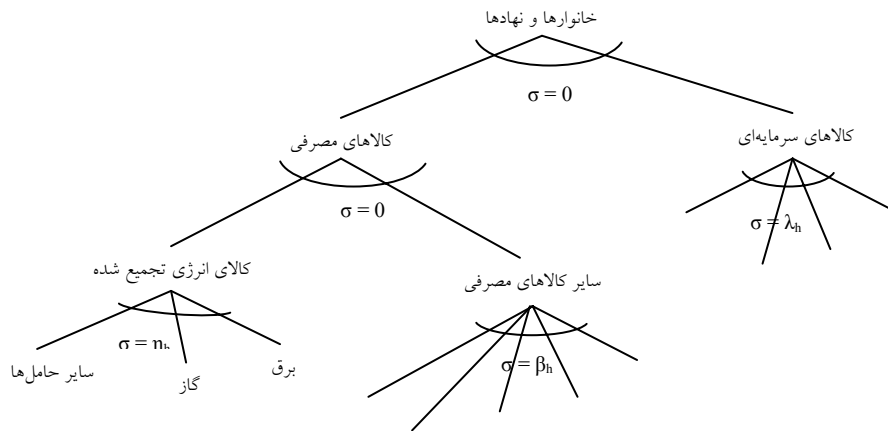 خانوارها و نهادها
σ = 0
کالاهای مصرفی
کالاهای سرمایه‌ای
σ = 0
σ = λₕ
کالای انرژی تجمیع شده
سایر کالاهای مصرفی
σ = ηₕ
σ = βₕ
برق
گاز
سایر حامل‌ها